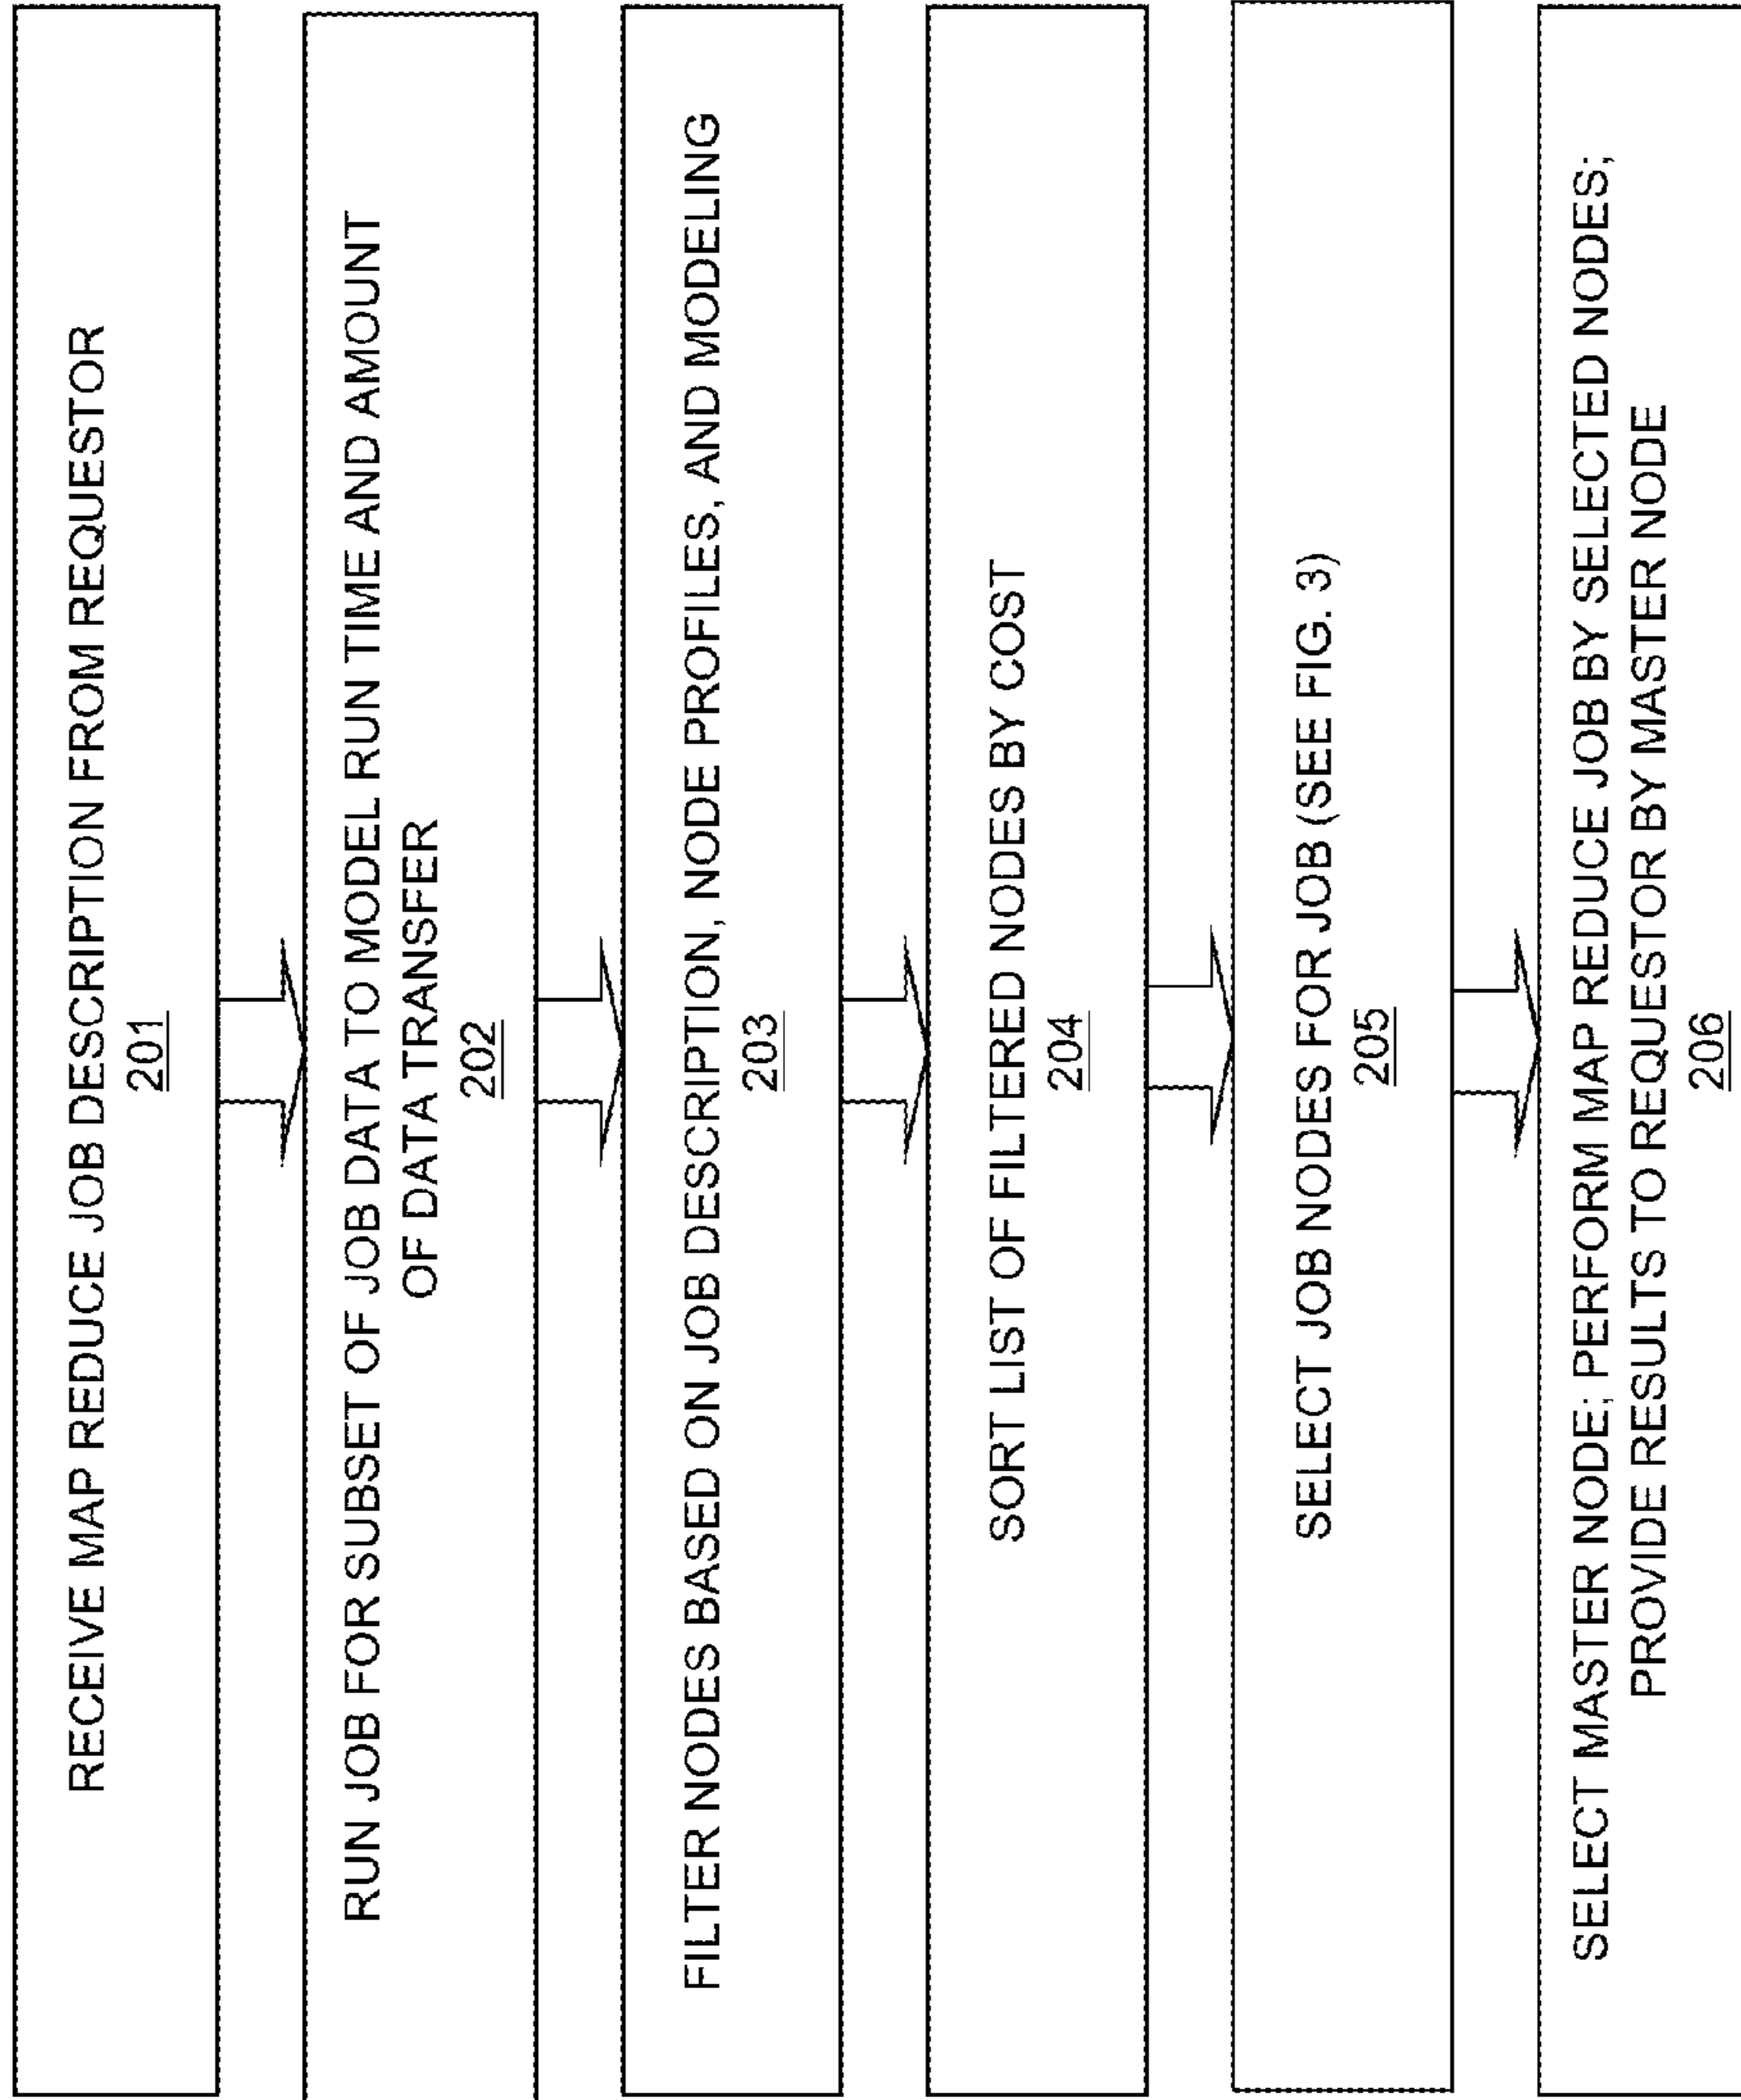 RECEIVE MAP REDUCE JOB DESCRIPTION FROM REQUESTOR
201
RUN JOB FOR SUBSET OF JOB DATA TO MODEL RUN TIME AND AMOUNT
OF DATA TRANSFER
202
FILTER NODES BASED ON JOB DESCRIPTION, NODE PROFILES, AND MODELING
203
SORT LIST OF FILTERED NODES BY COST
204
SELECT JOB NODES FOR JOB (SEE FIG. 3)
205
SELECT MASTER NODE; PERFORM MAP REDUCE JOB BY SELECTED NODES;
PROVIDE RESULTS TO REQUESTOR BY MASTER NODE
206